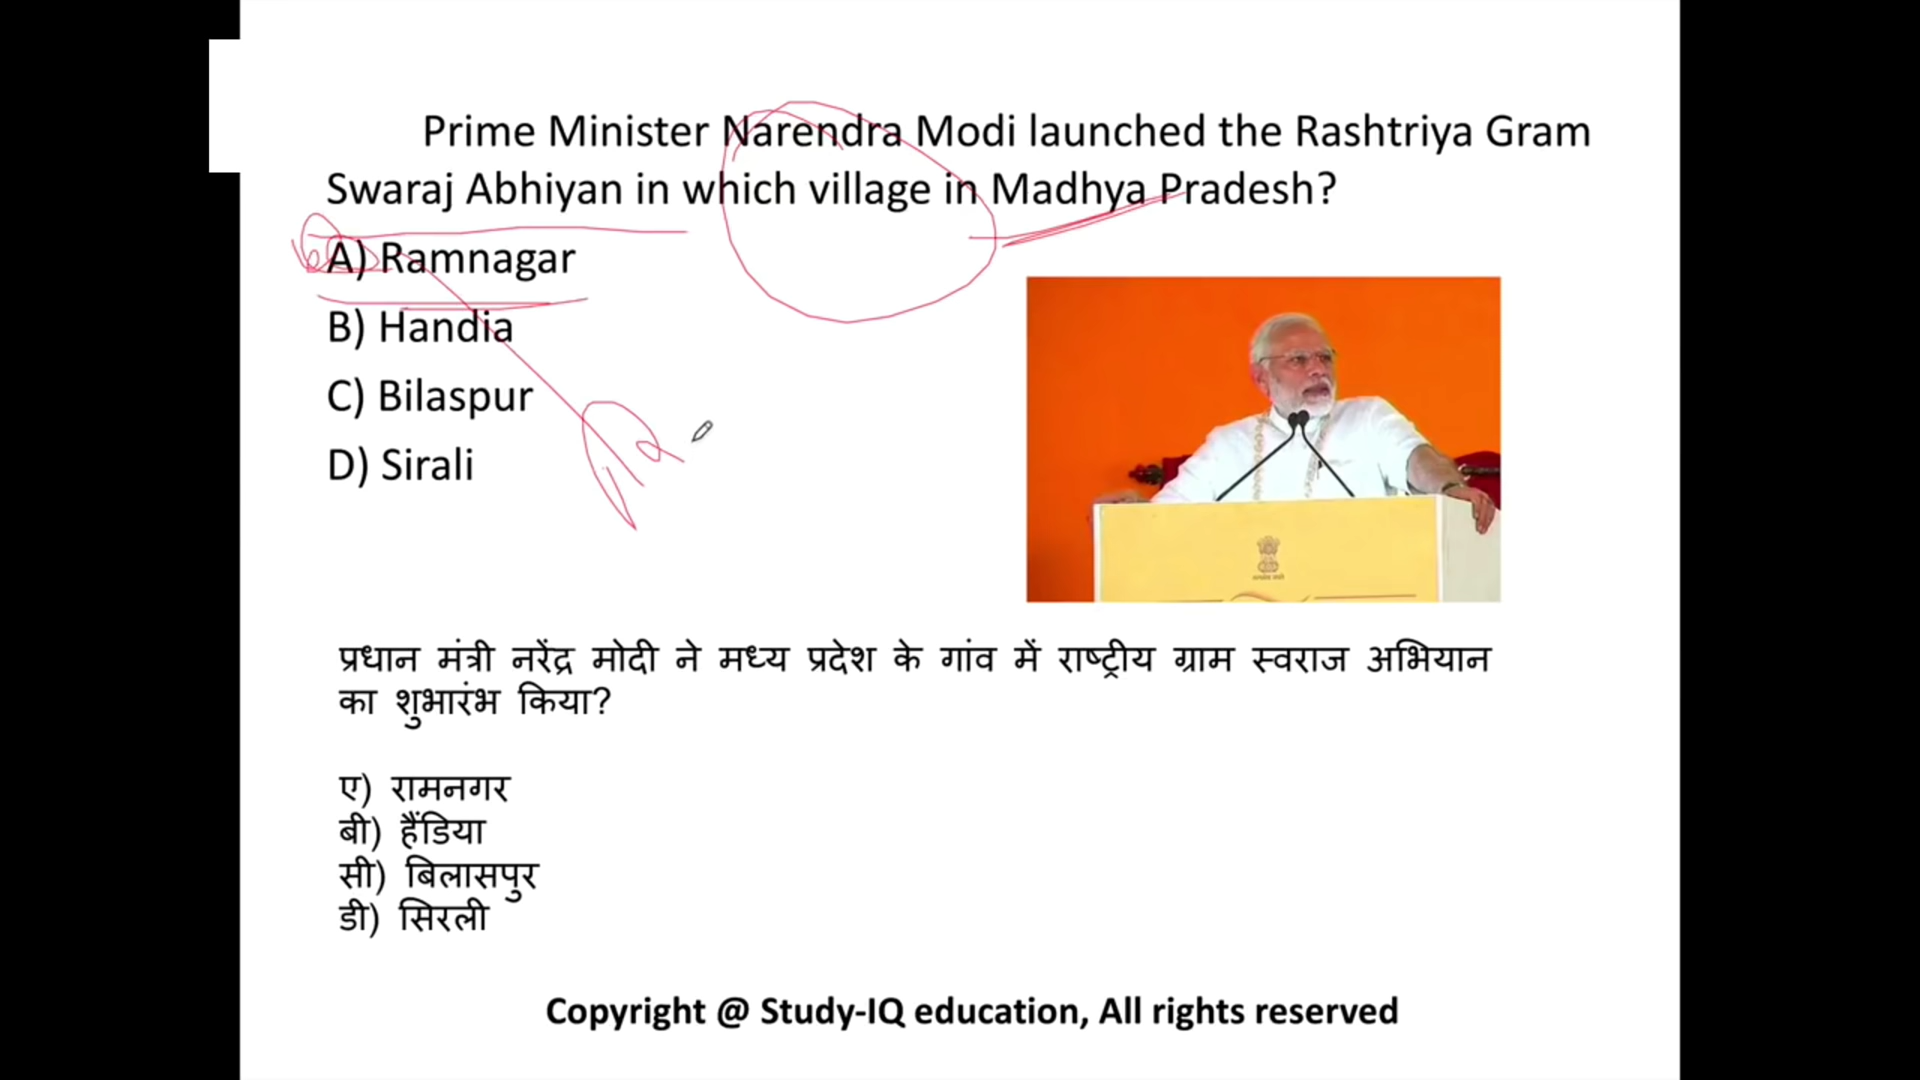 Prime Minister Narendra Modi launched the Rashtriya Gram
Swaraj Abhiyan in which village in Madhya Pradesh?
A) Ramnagar
B) Handia
C) Bilaspur
D) Sirali
प्रधान मंत्री नरेंद्र मोदी ने मध्य प्रदेश के गांव में राष्ट्रीय ग्राम स्वराज अभियान
का शुभारंभ किया?
ए) रामनगर
बी) हैंडिया
सी) बिलासपुर
डी) सिरली
Copyright @ Study-IQ education, All rights reserved